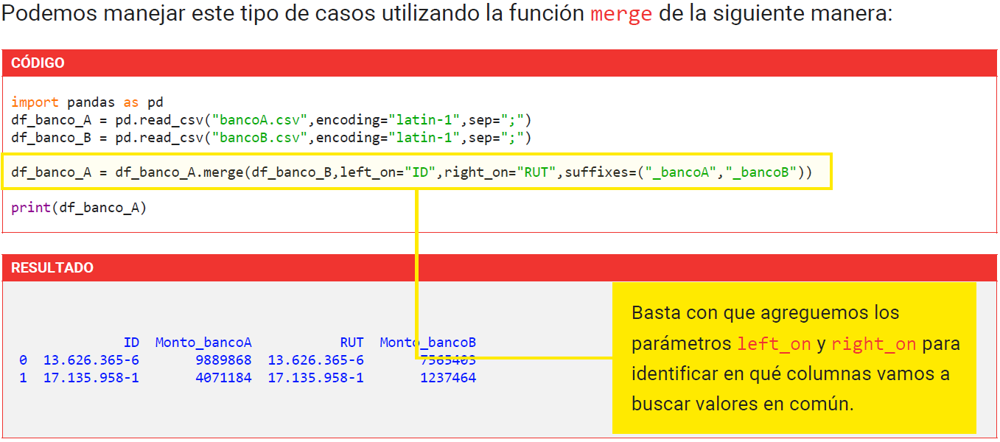 Podemos manejar este tipo de casos utilizando la función merge de la siguiente manera:
CÓDIGO
import pandas as pd
df_banco_A = pd.read_csv("bancoA.csv",encoding="latin-1",sep=";")
df_banco_B = pd.read_csv("bancoB.csv",encoding="latin-1",sep=";")
df_banco_A = df_banco_A.merge(df_banco_B,left_on="ID",right_on="RUT",suffixes=("_bancoA","_bancoB"))
print(df_banco_A)
RESULTADO
ID Monto_bancoA RUT Monto_bancoB
0 13.626.365-6 9889868 13.626.365-6 7565403
1 17.135.958-1 4071184 17.135.958-1 1237464
Basta con que agreguemos los
parámetros left_on y right_on para
identificar en qué columnas vamos a
buscar valores en común.